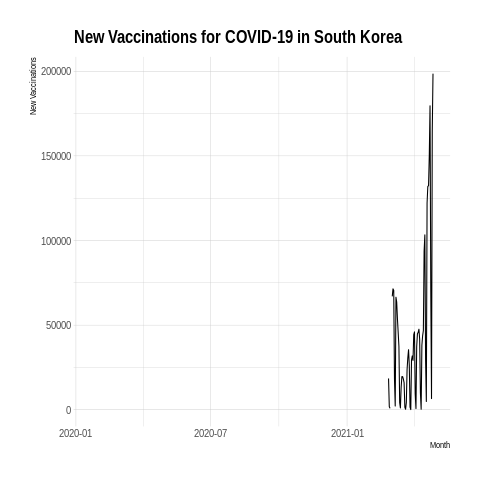 New Vaccinations for COVID-19 in South Korea
New Vaccinations
200000
150000
100000
50000
0
2020-01 2020-07 2021-01
Month